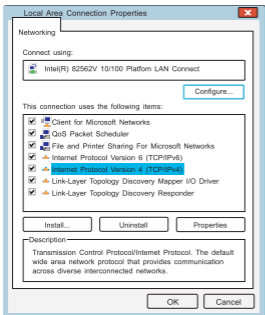 Local Area Connection Properties
Networking
Connect using:
Intel(R) 82562V 10/100 Platfom LAN Connect
Configure...
This connection uses the following items:
Client for Microsoft Networks
QoS Packet Scheduler
File and Printer Sharing For Microsoft Networks
Internet Protocol Version 6 (TCP/IPv6)
Internet Protocol Version 4 (TCP/IPv4)
Link-Layer Topology Discovery Mapper I/O Driver
Link-Layer Topology Discovery Responder
Install... Uninstall Properties
Description
Transmission Control Protocol/Internet Protocol. The default
wide area network protocol that provides communication
across diverse interconnected networks.
OK Cancel